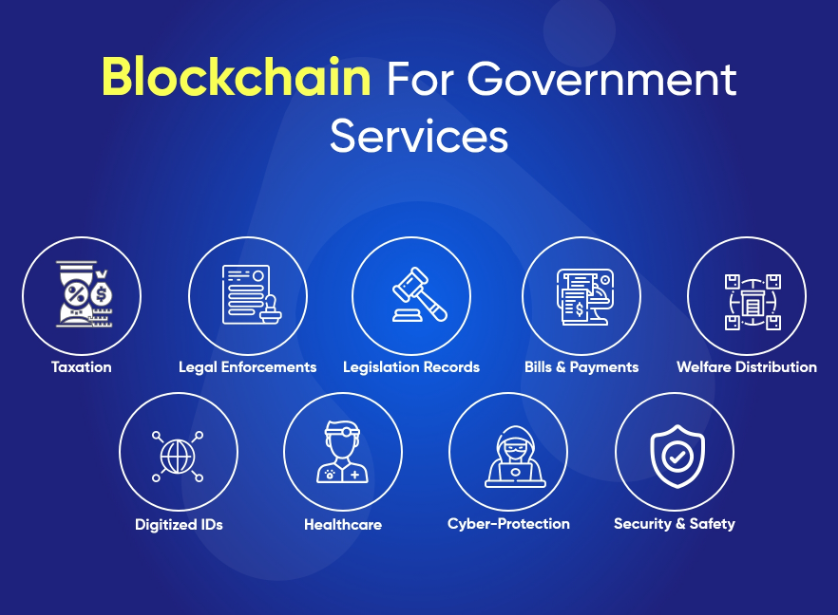 Blockchain For Government
Services
Taxation
Legal Enforcements
Legislation Records
Bills & Payments
Welfare Distribution
Digitized IDs
Healthcare
Cyber-Protection
Security & Safety